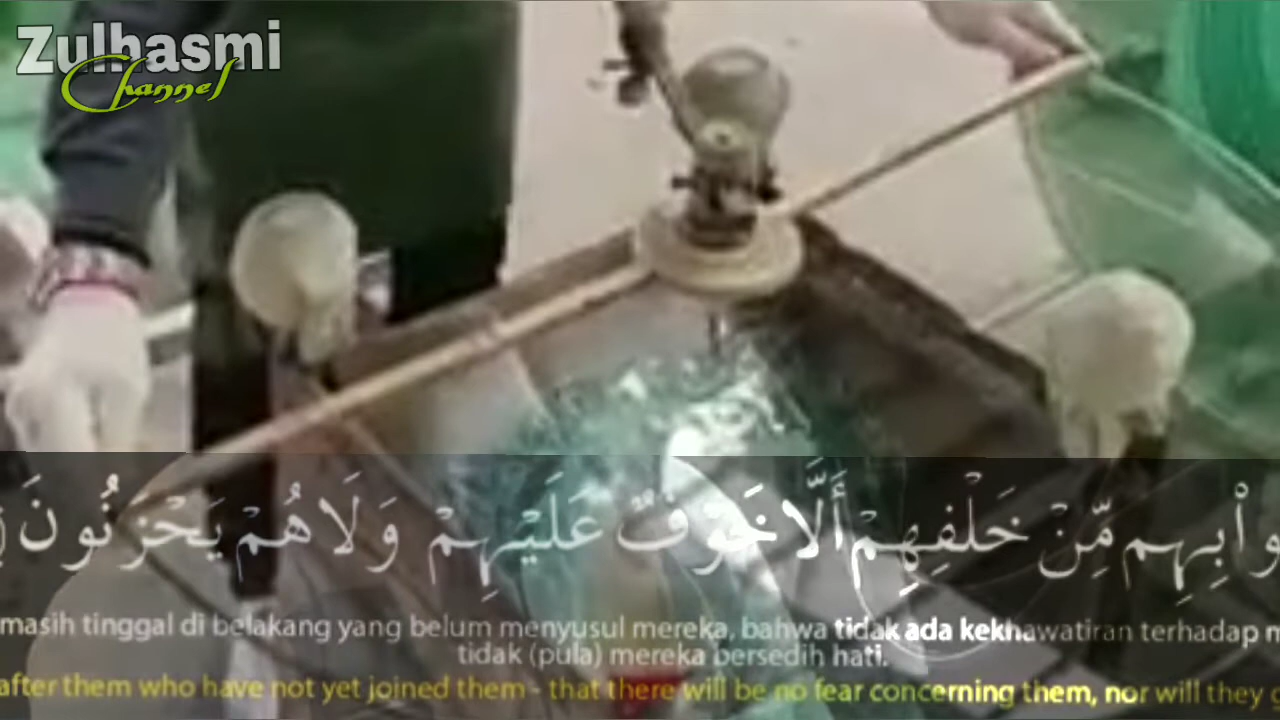 Zulhasmi
Channel
وا۟ بِهِم مِّنْ خَلْفِهِمْ أَلَّا خَوْفٌ عَلَيْهِمْ وَلَا هُمْ يَحْزَنُونَ
masih tinggal di belakang yang belum menyusul mereka, bahwa tidak ada kekhawatiran terhadap
tidak (pula) mereka bersedih hati.
after them who have not yet joined them - that there will be no fear concerning them, nor will they